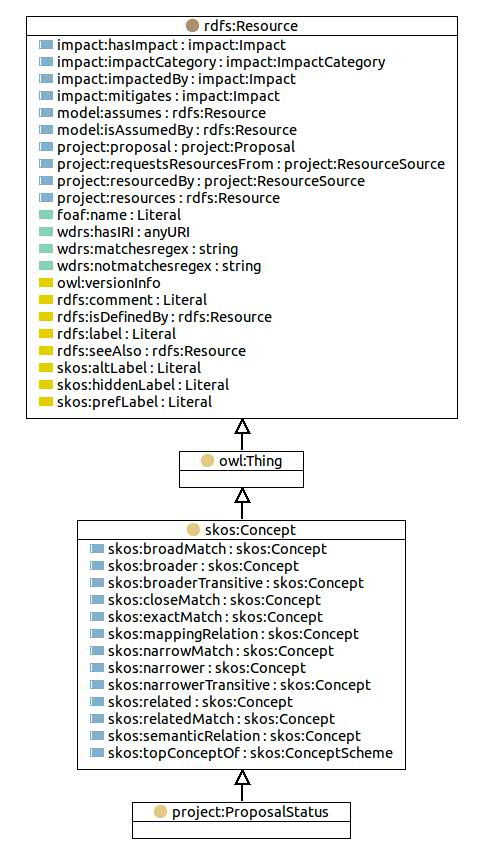 rdfs:Resource
impact:hasImpact : impact:Impact
impact:impactCategory : impact:ImpactCategory
impact:impactedBy : impact:Impact
impact:mitigates : impact:Impact
model:assumes : rdfs:Resource
model:isAssumedBy : rdfs:Resource
project:proposal : project:Proposal
project:requestsResourcesFrom : project:ResourceSource
project:resourcedBy : project:ResourceSource
project:resources : rdfs:Resource
foaf:name : Literal
wdrs:hasIRI : anyURI
wdrs:matchesregex : string
wdrs:notmatchesregex : string
owl:versionInfo
rdfs:comment : Literal
rdfs:isDefinedBy : rdfs:Resource
rdfs:label : Literal
rdfs:seeAlso : rdfs:Resource
skos:altLabel : Literal
skos:hiddenLabel : Literal
skos:prefLabel : Literal
owl:Thing
skos:Concept
skos:broadMatch : skos:Concept
skos:broader : skos:Concept
skos:broaderTransitive : skos:Concept
skos:closeMatch : skos:Concept
skos:exactMatch : skos:Concept
skos:mappingRelation : skos:Concept
skos:narrowMatch : skos:Concept
skos:narrower : skos:Concept
skos:narrowerTransitive : skos:Concept
skos:related : skos:Concept
skos:relatedMatch : skos:Concept
skos:semanticRelation : skos:Concept
skos:topConceptOf : skos:ConceptScheme
project:ProposalStatus